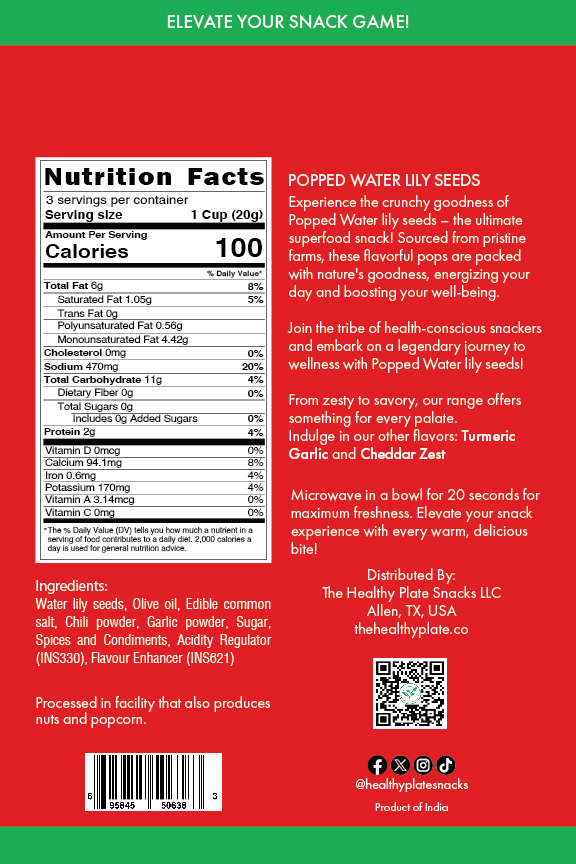 ELEVATE YOUR SNACK GAME!
Nutrition Facts
3 servings per container
Serving size 1 Cup (20g)
Amount Per Serving
Calories 100
% Daily Value*
Total Fat 6g 8%
Saturated Fat 1.05g 5%
Trans Fat 0g
Polyunsaturated Fat 0.56g
Monounsaturated Fat 4.42g
Cholesterol 0mg 0%
Sodium 470mg 20%
Total Carbohydrate 11g 4%
Dietary Fiber 0g 0%
Total Sugars 0g
Includes 0g Added Sugars 0%
Protein 2g 4%
Vitamin D 0mcg 0%
Calcium 94.1mg 8%
Iron 0.6mg 4%
Potassium 170mg 4%
Vitamin A 3.14mcg 0%
Vitamin C 0mg 0%
*The % Daily Value (DV) tells you how much a nutrient in a
serving of food contributes to a daily diet. 2,000 calories a
day is used for general nutrition advice.
Ingredients:
Water lily seeds, Olive oil, Edible common
salt, Chili powder, Garlic powder, Sugar,
Spices and Condiments, Acidity Regulator
(INS330), Flavour Enhancer (INS621)
Processed in facility that also produces
nuts and popcorn.
6 95845 50638 3
POPPED WATER LILY SEEDS
Experience the crunchy goodness of
Popped Water lily seeds – the ultimate
superfood snack! Sourced from pristine
farms, these flavorful pops are packed
with nature's goodness, energizing your
day and boosting your well-being.
Join the tribe of health-conscious snackers
and embark on a legendary journey to
wellness with Popped Water lily seeds!
From zesty to savory, our range offers
something for every palate.
Indulge in our other flavors: Turmeric
Garlic and Cheddar Zest
Microwave in a bowl for 20 seconds for
maximum freshness. Elevate your snack
experience with every warm, delicious
bite!
Distributed By:
The Healthy Plate Snacks LLC
Allen, TX, USA
thehealthyplate.co
@healthyplatesnacks
Product of India